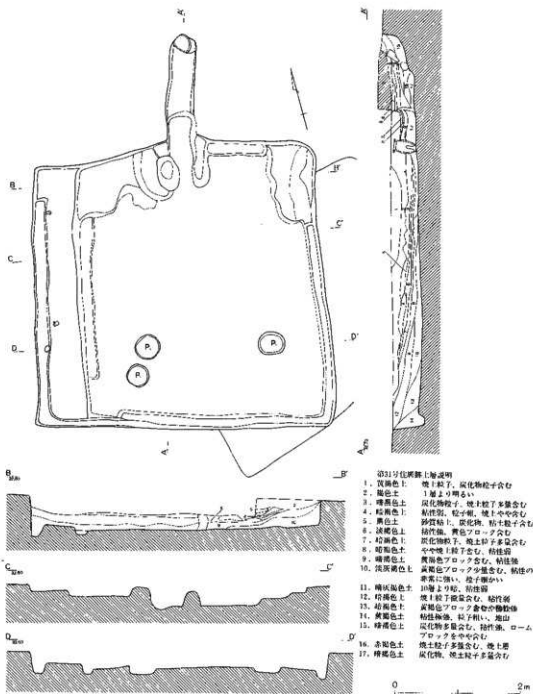 A'
B
B'
C
C'
D
D'
P.
P.
P.
A
A'
A
B
B'
C
C'
D
D'
第31号住居跡土層説明
1. 黄褐色土 焼土粒子、炭化物粒子含む
2. 褐色土 1層より明るい
3. 暗褐色土 炭化物粒子、焼土粒子多量含む
4. 暗褐色土 粘性弱、粒子粗、焼土やや含む
5. 黒色土 砂質粘土、炭化物、粘土粒子含む
6. 淡褐色土 粘性強、黄色ブロック含む
7. 暗褐色土 炭化物粒子、焼土粒子多量含む
8. 暗褐色土 やや焼土粒子含む、粘性弱
9. 暗褐色土 黄褐色ブロック含む、粘性強
10. 淡灰褐色土 黄褐色ブロック少量含む、粘性の
非常に強い、粒子細かい
11. 暗灰褐色土 10層より暗、粘性弱
12. 暗褐色土 焼土粒子微量含む、粘性弱
13. 暗褐色土 黄褐色ブロック含む
14. 黄褐色土 粘性極強、粒子粗い、地山
15. 暗褐色土 炭化物多量含む、粘性強、ローム
ブロックをやや含む
16. 赤褐色土 焼土粒子多量含む、焼土層
17. 暗褐色土 炭化物、焼土粒子多量含む
0 2m